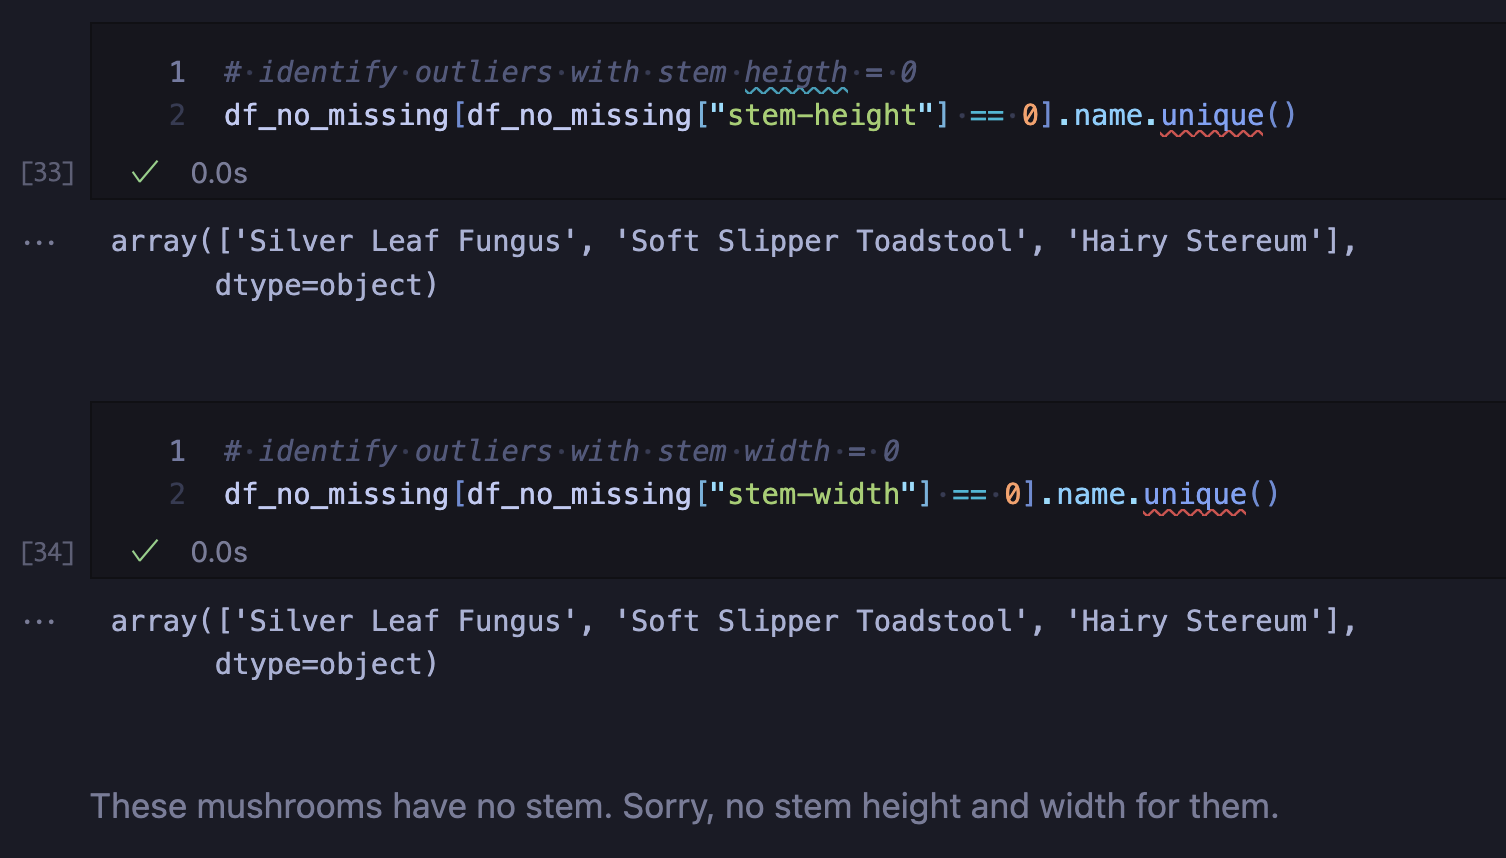 1 # identify outliers with stem heigth = 0
2 df_no_missing[df_no_missing["stem-height"] == 0].name.unique()
[33] ✓ 0.0s
... array(['Silver Leaf Fungus', 'Soft Slipper Toadstool', 'Hairy Stereum'],
dtype=object)
1 # identify outliers with stem width = 0
2 df_no_missing[df_no_missing["stem-width"] == 0].name.unique()
[34] ✓ 0.0s
... array(['Silver Leaf Fungus', 'Soft Slipper Toadstool', 'Hairy Stereum'],
dtype=object)
These mushrooms have no stem. Sorry, no stem height and width for them.